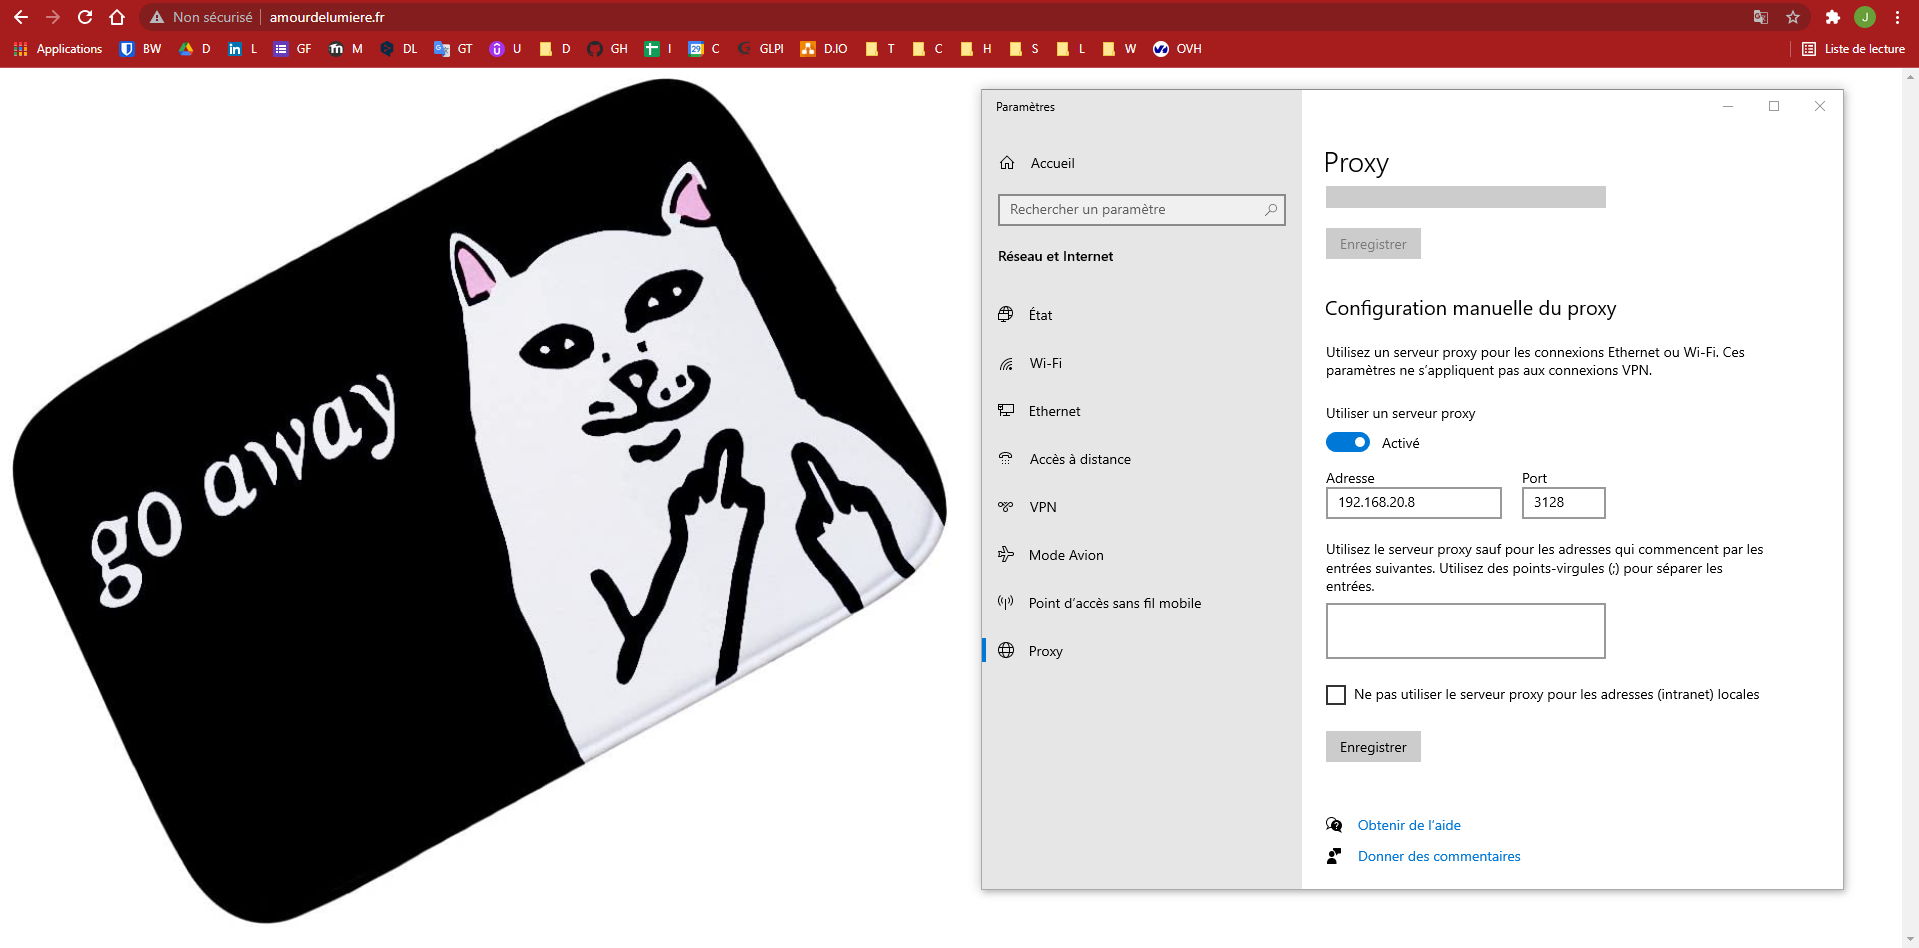 Non sécurisé
amourdelumiere.fr
Applications
BW
D
L
GF
M
DL
GT
U
D
GH
I
C
GLPI
D.IO
T
C
H
S
L
W
OVH
Liste de lecture
J
go away
Paramètres
Accueil
Rechercher un paramètre
Réseau et Internet
État
Wi-Fi
Ethernet
Accès à distance
VPN
Mode Avion
Point d'accès sans fil mobile
Proxy
Proxy
Enregistrer
Configuration manuelle du proxy
Utilisez un serveur proxy pour les connexions Ethernet ou Wi-Fi. Ces
paramètres ne s'appliquent pas aux connexions VPN.
Utiliser un serveur proxy
Activé
Adresse
Port
192.168.20.8
3128
Utilisez le serveur proxy sauf pour les adresses qui commencent par les
entrées suivantes. Utilisez des points-virgules (;) pour séparer les
entrées.
Ne pas utiliser le serveur proxy pour les adresses (intranet) locales
Enregistrer
Obtenir de l'aide
Donner des commentaires